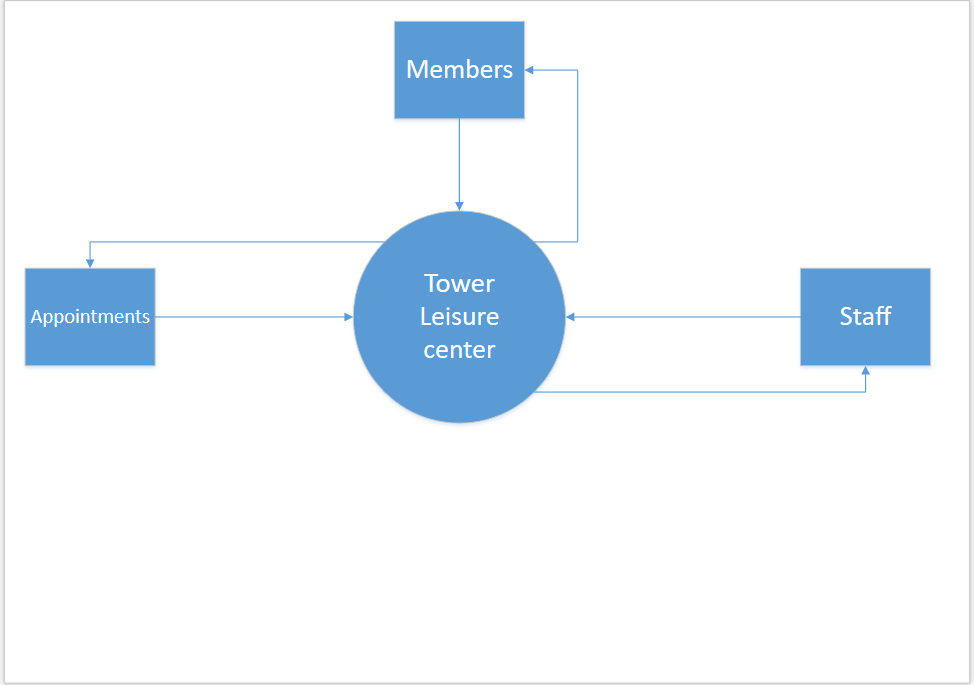 Members
Tower
Leisure
center
Appointments
Staff